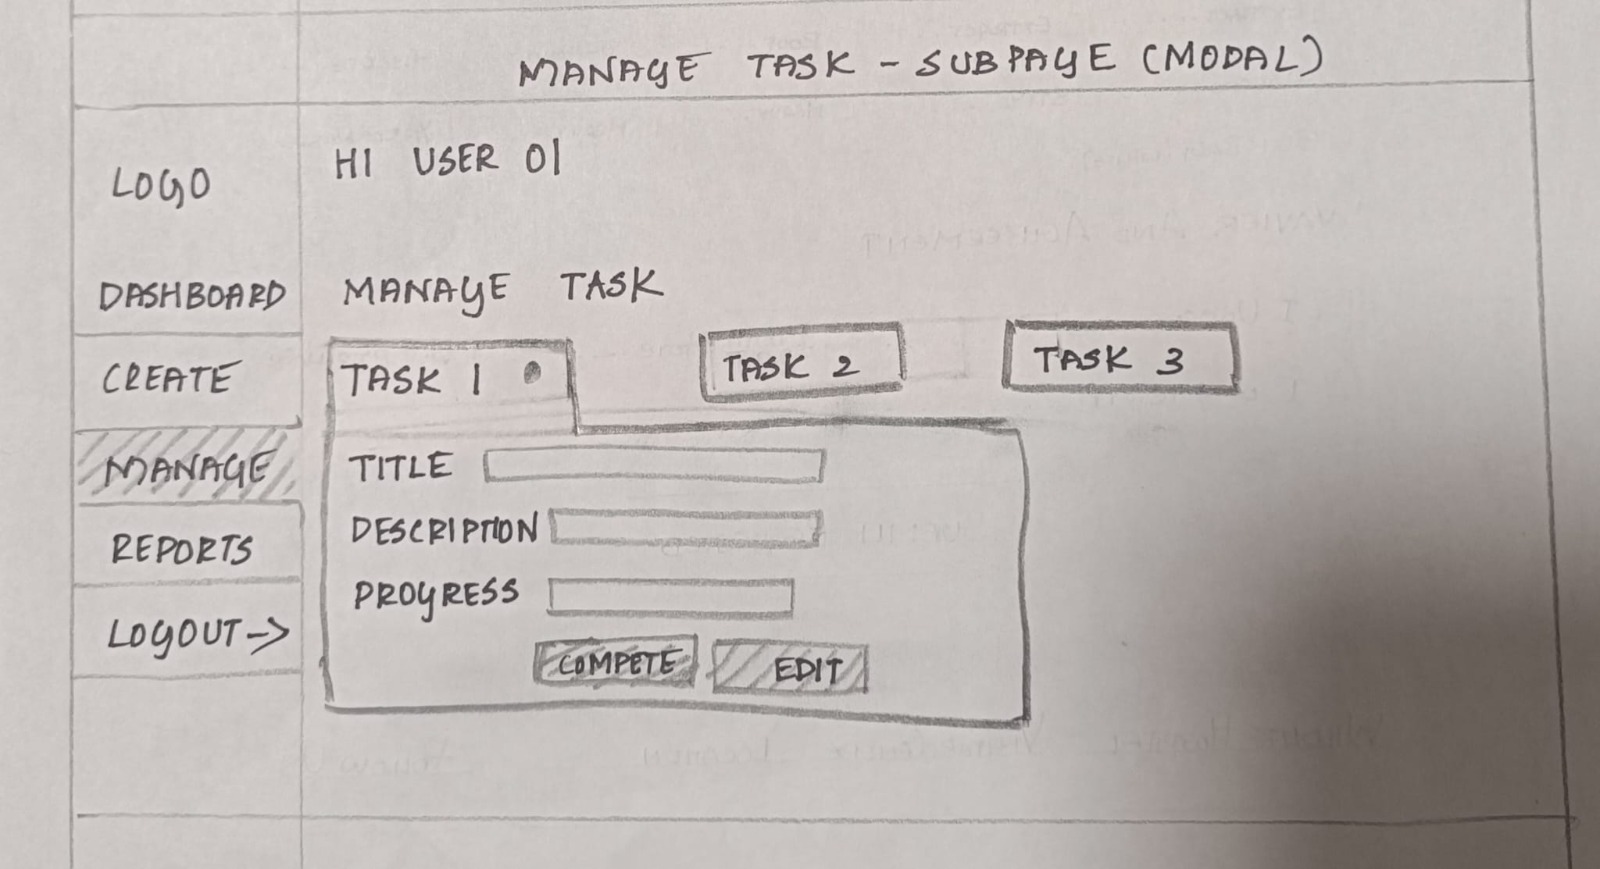 MANAGE TASK - SUBPAGE (MODAL)
LOGO
HI USER 01
DASHBOARD
MANAGE TASK
CREATE
TASK 1
TASK 2
TASK 3
MANAGE
TITLE
DESCRIPTION
REPORTS
PROGRESS
LOGOUT ->
COMPETE
EDIT